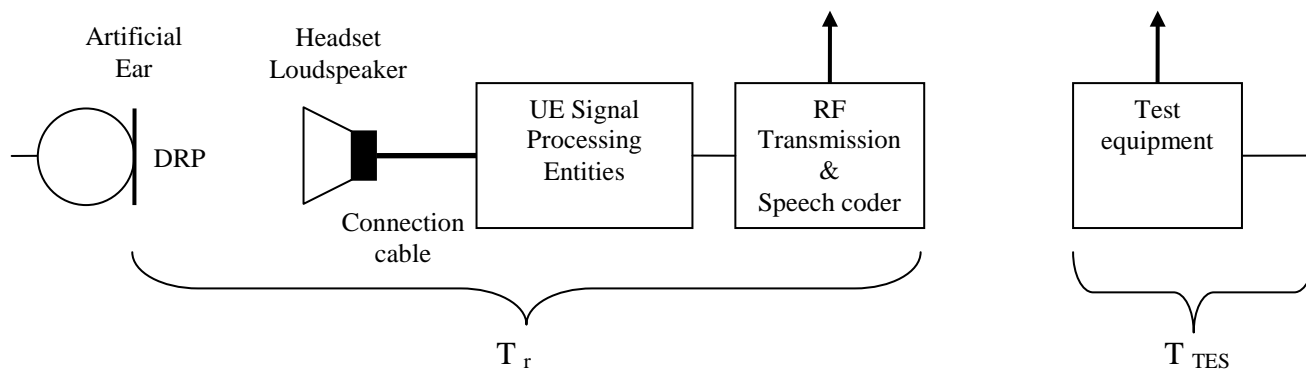 Artificial
Ear
DRP
Headset
Loudspeaker
Connection
cable
UE Signal
Processing
Entities
RF
Transmission
&
Speech coder
Test
equipment
T r
T TES